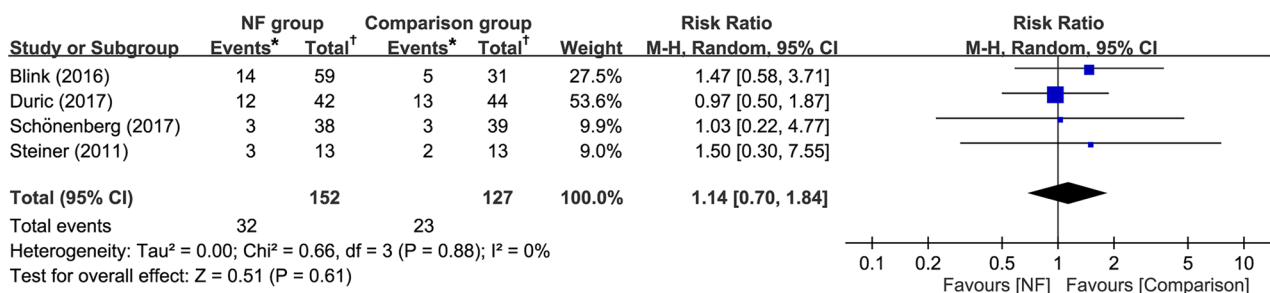 NF group Comparison group Risk Ratio Risk Ratio
Study or Subgroup Events* Total† Events* Total† Weight M-H, Random, 95% CI M-H, Random, 95% CI
Blink (2016) 14 59 5 31 27.5% 1.47 [0.58, 3.71]
Duric (2017) 12 42 13 44 53.6% 0.97 [0.50, 1.87]
Schönenberg (2017) 3 38 3 39 9.9% 1.03 [0.22, 4.77]
Steiner (2011) 3 13 2 13 9.0% 1.50 [0.30, 7.55]
Total (95% CI) 152 127 100.0% 1.14 [0.70, 1.84]
Total events 32 23
Heterogeneity: Tau² = 0.00; Chi² = 0.66, df = 3 (P = 0.88); I² = 0%
Test for overall effect: Z = 0.51 (P = 0.61)
0.1 0.2 0.5 1 2 5 10
Favours [NF] Favours [Comparison]